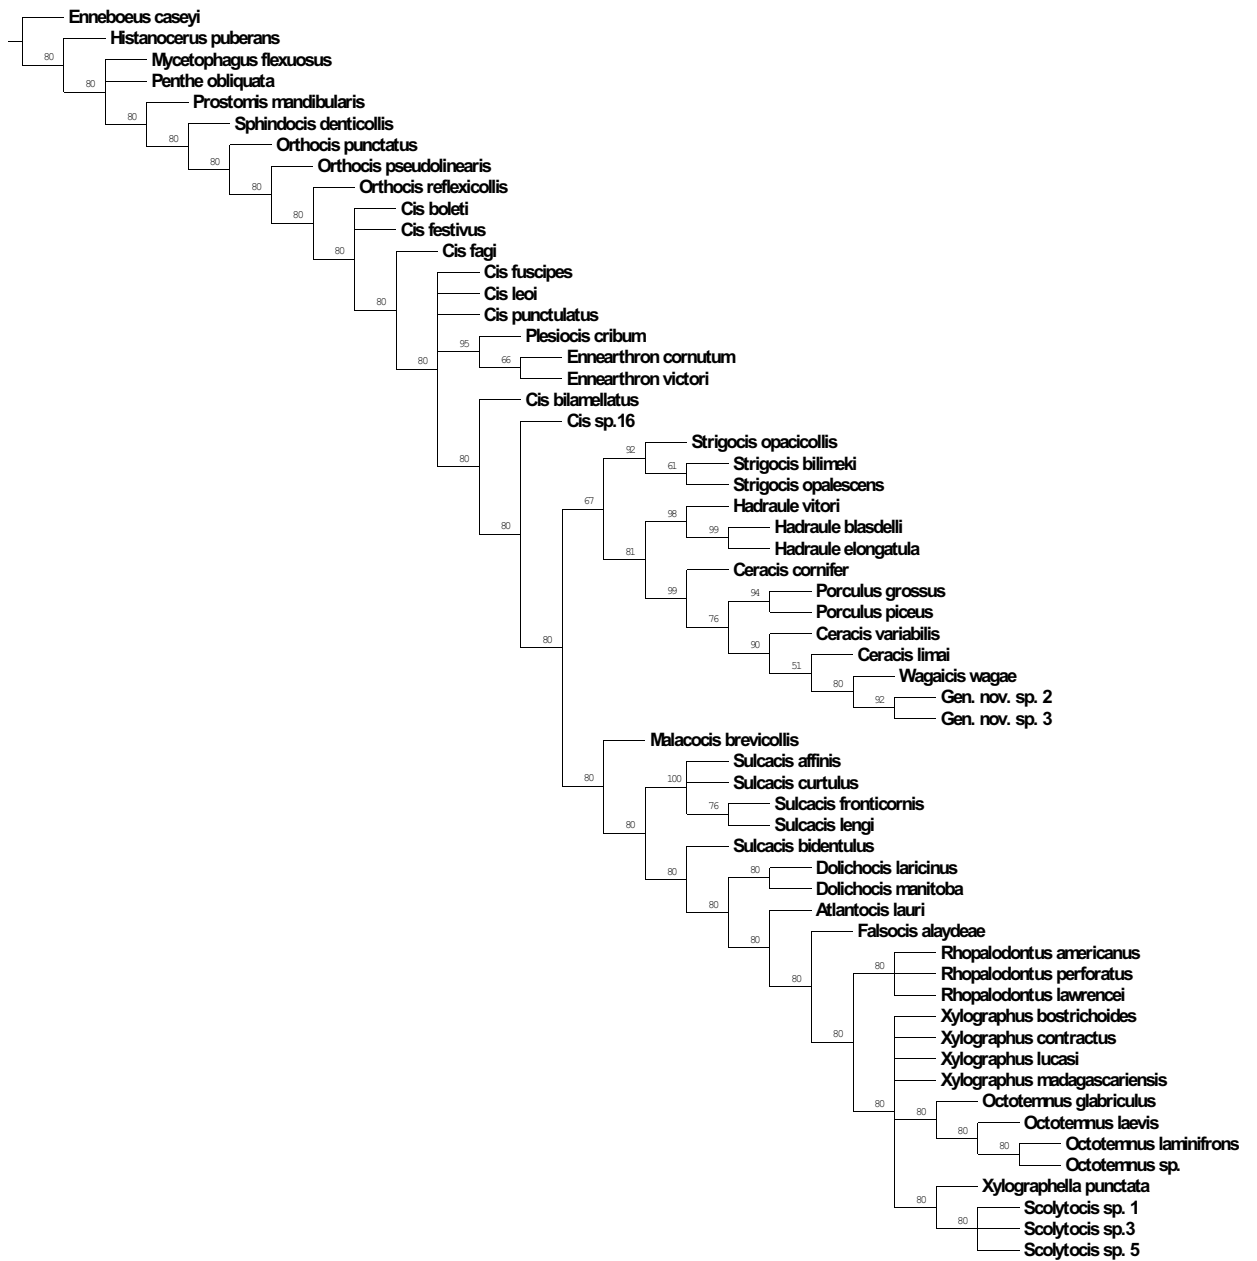 Enneboeus caseyi
Histanocerus puberans
80
Mycetophagus flexuosus
80
Penthe obliquata
Prostomis mandibularis
80
Sphindocis denticollis
80
Orthocis punctatus
80
Orthocis pseudolinearis
80
Orthocis reflexicollis
80
Cis boleti
Cis festivus
80
Cis fagi
Cis fuscipes
Cis leoi
80
Cis punctulatus
Plesiocis cribum
95
Ennearthron cornutum
80 66
Ennearthron victori
Cis bilamellatus
Cis sp.16
Strigocis opacicollis
92
80 Strigocis bilimeki
61
Strigocis opalescens
67 Hadraule vitori
98
80 Hadraule blasdelli
99
Hadraule elongatula
81
Ceracis cornifer
99 94 Porculus grossus
Porculus piceus
76
Ceracis variabilis
80 90
Ceracis limai
51
Wagaicis wagae
80
Gen. nov. sp. 2
92
Gen. nov. sp. 3
Malacocis brevicollis
Sulcacis affinis
80 100 Sulcacis curtulus
Sulcacis fronticornis
76
Sulcacis lengi
80
Sulcacis bidentulus
80 80 Dolichocis laricinus
Dolichocis manitoba
80
Atlantocis lauri
Falsocis alaydeae
80
Rhopalodontus americanus
80
80 Rhopalodontus perforatus
Rhopalodontus lawrencei
Xylographus bostrichoides
80 Xylographus contractus
Xylographus lucasi
Xylographus madagascariensis
80 Octotemnus glabriculus
80
Octotemnus laevis
80
Octotemnus laminifrons
80
Octotemnus sp.
Xylographella punctata
80
Scolytocis sp. 1
80
Scolytocis sp.3
Scolytocis sp. 5